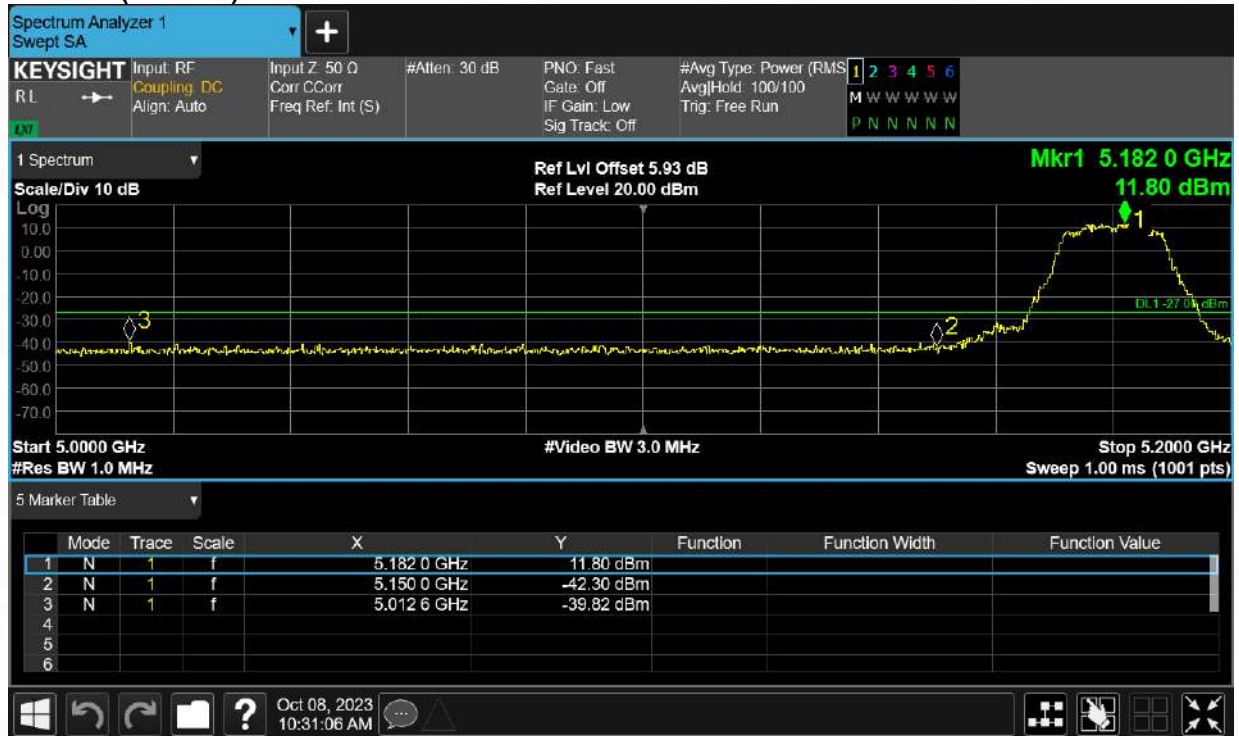 Spectrum Analyzer 1
Swept SA
+
KEYSIGHT Input: RF Input Z: 50 Ω #Atten: 30 dB PNO: Fast #Avg Type: Power (RMS 1 2 3 4 5 6
RL Coupling: DC Corr CCorr Gate: Off Avg|Hold: 100/100 M W W W W W
Align: Auto Freq Ref: Int (S) IF Gain: Low Trig: Free Run
LXI Sig Track: Off P N N N N N
1 Spectrum Ref Lvl Offset 5.93 dB Mkr1 5.182 0 GHz
Scale/Div 10 dB Ref Level 20.00 dBm 11.80 dBm
Log
1
10.0
0.00
-10.0
-20.0
DL1 -27.00 dBm
-30.0
3
2
-40.0
-50.0
-60.0
-70.0
Start 5.0000 GHz #Video BW 3.0 MHz Stop 5.2000 GHz
#Res BW 1.0 MHz Sweep 1.00 ms (1001 pts)
5 Marker Table
Mode Trace Scale X Y Function Function Width Function Value
1 N 1 f 5.182 0 GHz 11.80 dBm
2 N 1 f 5.150 0 GHz -42.30 dBm
3 N 1 f 5.012 6 GHz -39.82 dBm
4
5
6
? Oct 08, 2023
10:31:06 AM